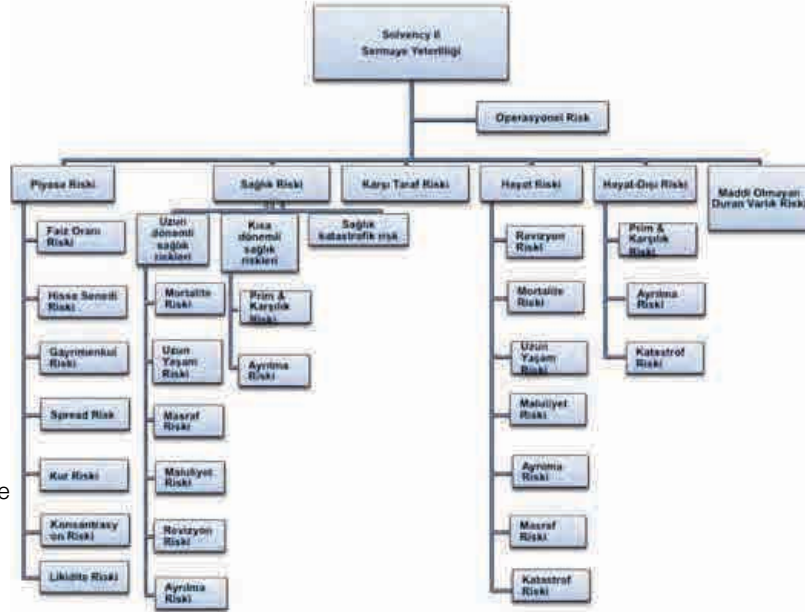 Solvency II
Sermaye Yeterliliği
Operasyonel Risk
Piyasa Riski
Sağlık Riski
Karşı Taraf Riski
Hayat Riski
Hayat-Dışı Riski
Maddi Olmayan
Duran Varlık Riski
Faiz Oranı
Riski
Hisse Senedi
Riski
Gayrimenkul
Riski
Spread Risk
Kur Riski
Konsantrasy
on Riski
Likidite Riski
Uzun
dönemli
sağlık
riskleri
Mortalite
Riski
Uzun
Yaşam
Riski
Masraf
Riski
Maluliyet
Riski
Revizyon
Riski
Ayrılma
Riski
Kısa
dönemli
sağlık
riskleri
Prim &
Karşılık
Riski
Ayrılma
Riski
Sağlık
katastrofik risk
Revizyon
Riski
Mortalite
Riski
Uzun
Yaşam
Riski
Maluliyet
Riski
Ayrılma
Riski
Masraf
Riski
Katastrof
Riski
Prim &
Karşılık
Riski
Ayrılma
Riski
Katastrof
Riski
e